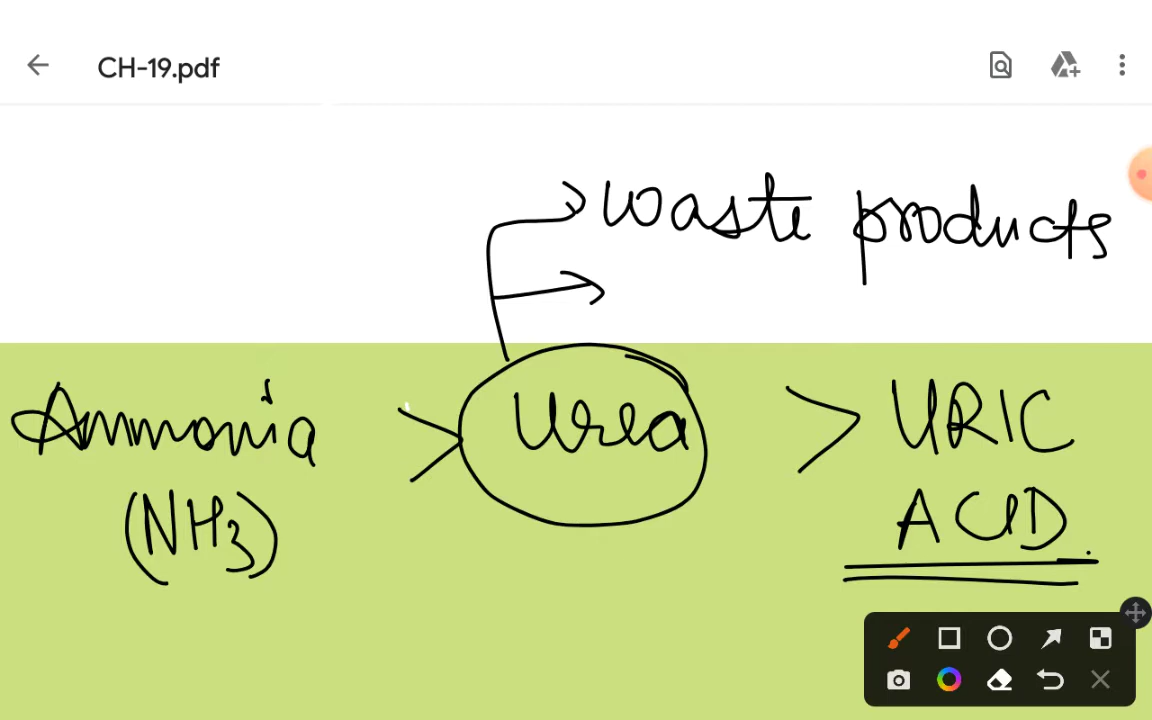 CH-19.pdf
waste products
Ammonia > Urea > URIC
(NH3) ACID